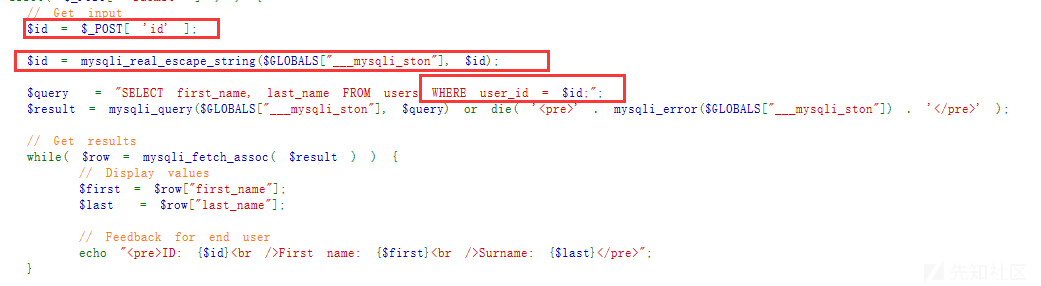 // Get input
$id = $_POST[ 'id' ];
$id = mysqli_real_escape_string($GLOBALS["___mysqli_ston"], $id);
$query = "SELECT first_name, last_name FROM users WHERE user_id = $id;";
$result = mysqli_query($GLOBALS["___mysqli_ston"], $query) or die( '<pre>' . mysqli_error($GLOBALS["___mysqli_ston"]) . '</pre>' );
// Get results
while( $row = mysqli_fetch_assoc( $result ) ) {
// Display values
$first = $row["first_name"];
$last = $row["last_name"];
// Feedback for end user
echo "<pre>ID: {$id}<br />First name: {$first}<br />Surname: {$last}</pre>";
}
先知社区